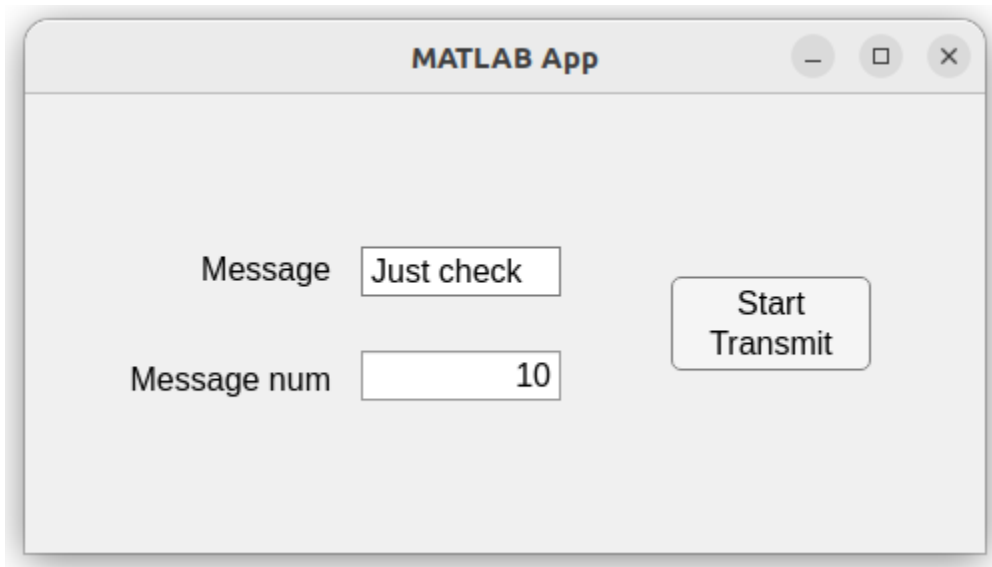 MATLAB App
Message
Just check
Message num
10
Start
Transmit